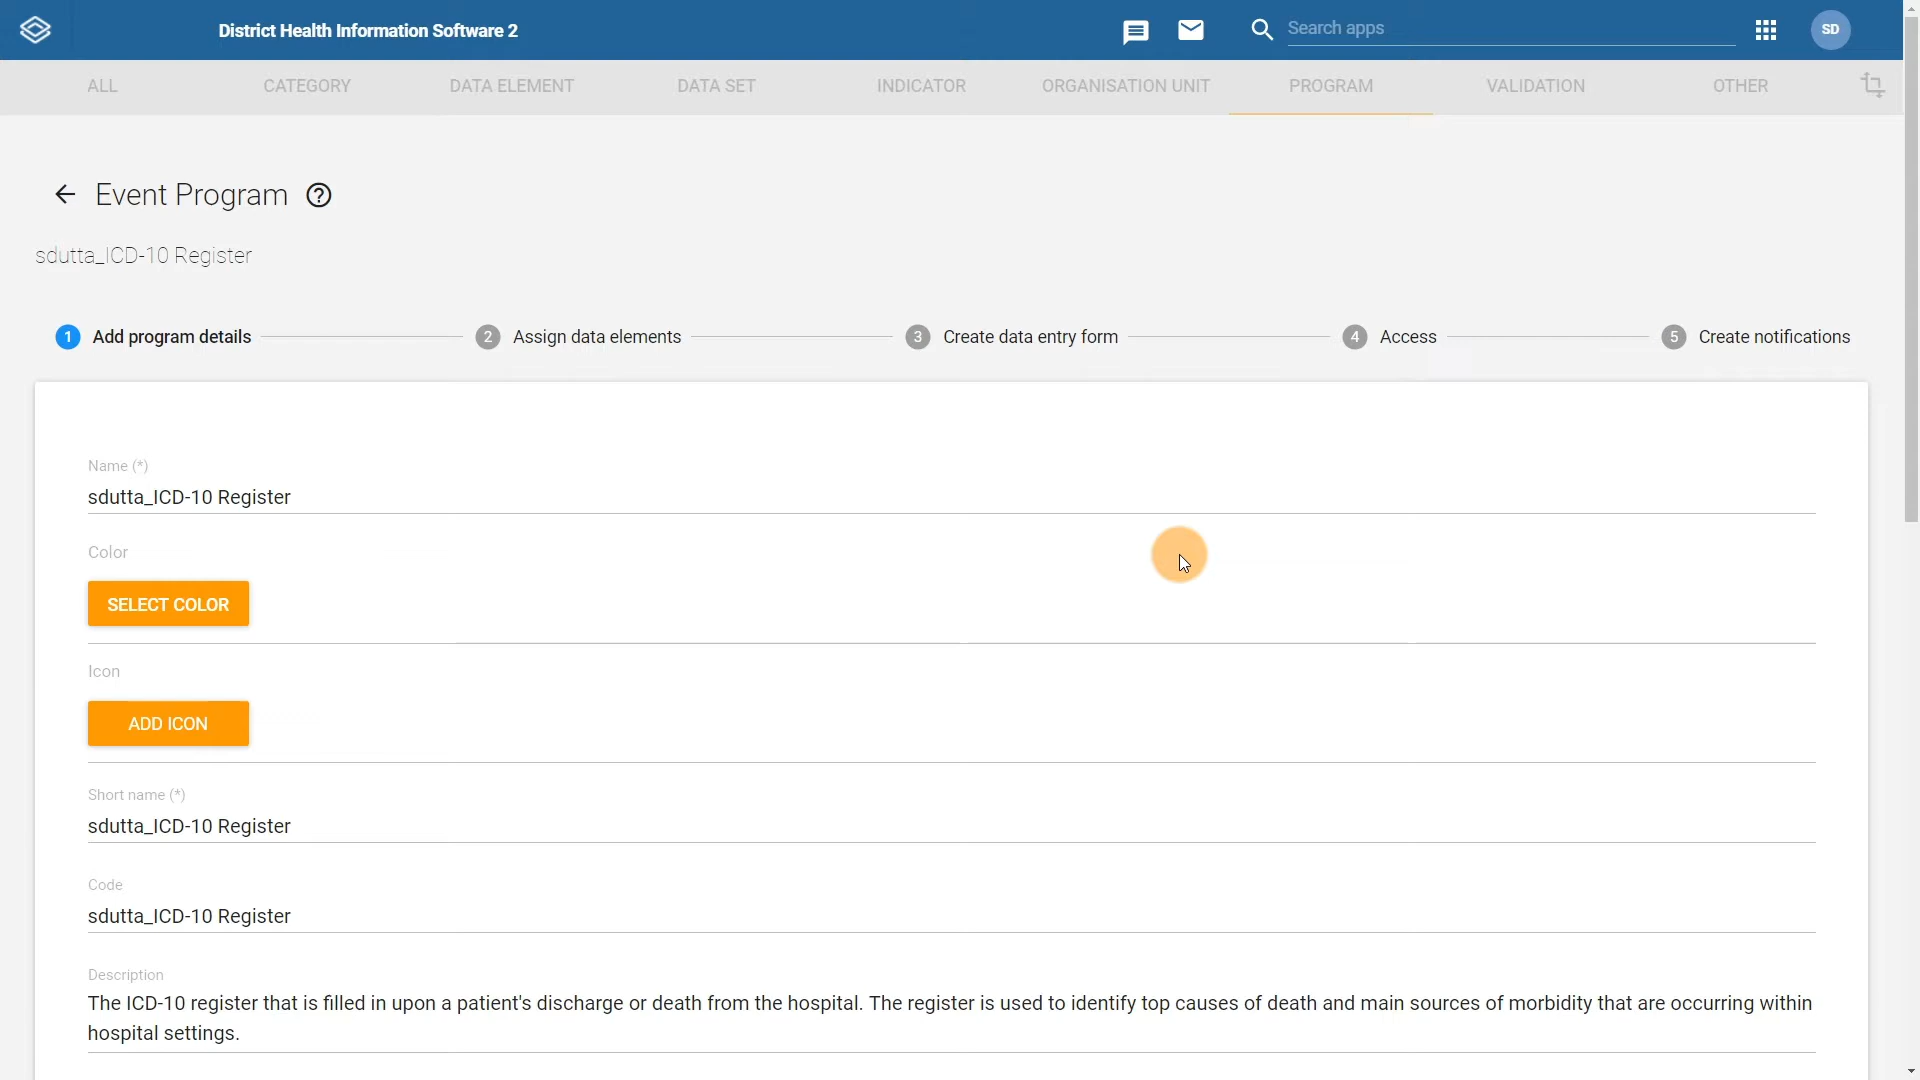 District Health Information Software 2
Search apps
SD
ALL CATEGORY DATA ELEMENT DATA SET INDICATOR ORGANISATION UNIT PROGRAM VALIDATION OTHER
Event Program
sdutta_ICD-10 Register
1 Add program details 2 Assign data elements 3 Create data entry form 4 Access 5 Create notifications
Name (*)
sdutta_ICD-10 Register
Color
SELECT COLOR
Icon
ADD ICON
Short name (*)
sdutta_ICD-10 Register
Code
sdutta_ICD-10 Register
Description
The ICD-10 register that is filled in upon a patient's discharge or death from the hospital. The register is used to identify top causes of death and main sources of morbidity that are occurring within
hospital settings.